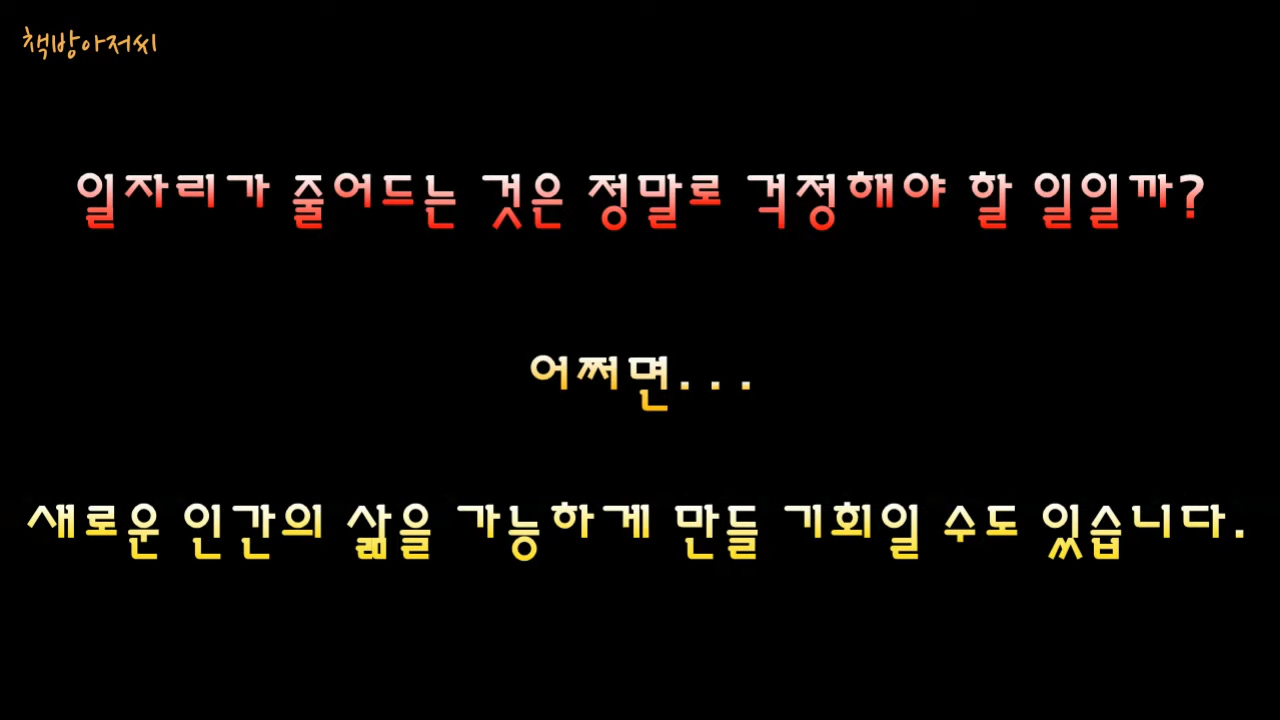 책방아저씨
일자리가 줄어드는 것은 정말로 걱정해야 할 일일까?
어쩌면...
새로운 인간의 삶을 가능하게 만들 기회일 수도 있습니다.